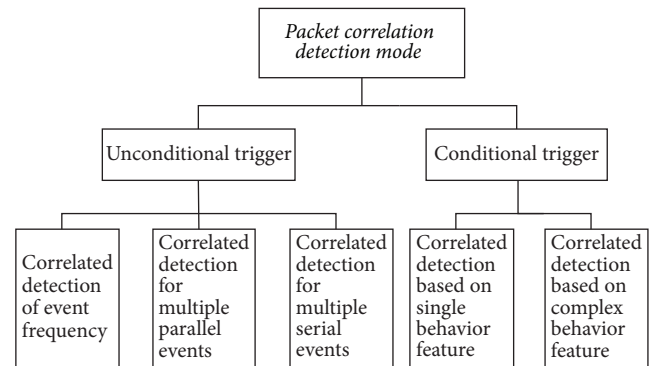 Packet correlation
detection mode
Unconditional trigger
Conditional trigger
Correlated
detection
of event
frequency
Correlated
detection
for
multiple
parallel
events
Correlated
detection
for
multiple
serial
events
Correlated
detection
based on
single
behavior
feature
Correlated
detection
based on
complex
behavior
feature